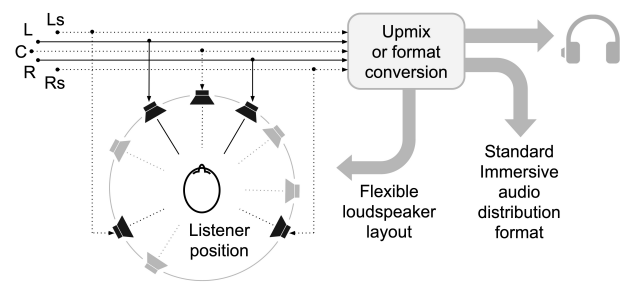 Ls
L
C
R
Rs
Upmix
or format
conversion
Listener
position
Flexible
loudspeaker
layout
Standard
Immersive
audio
distribution
format